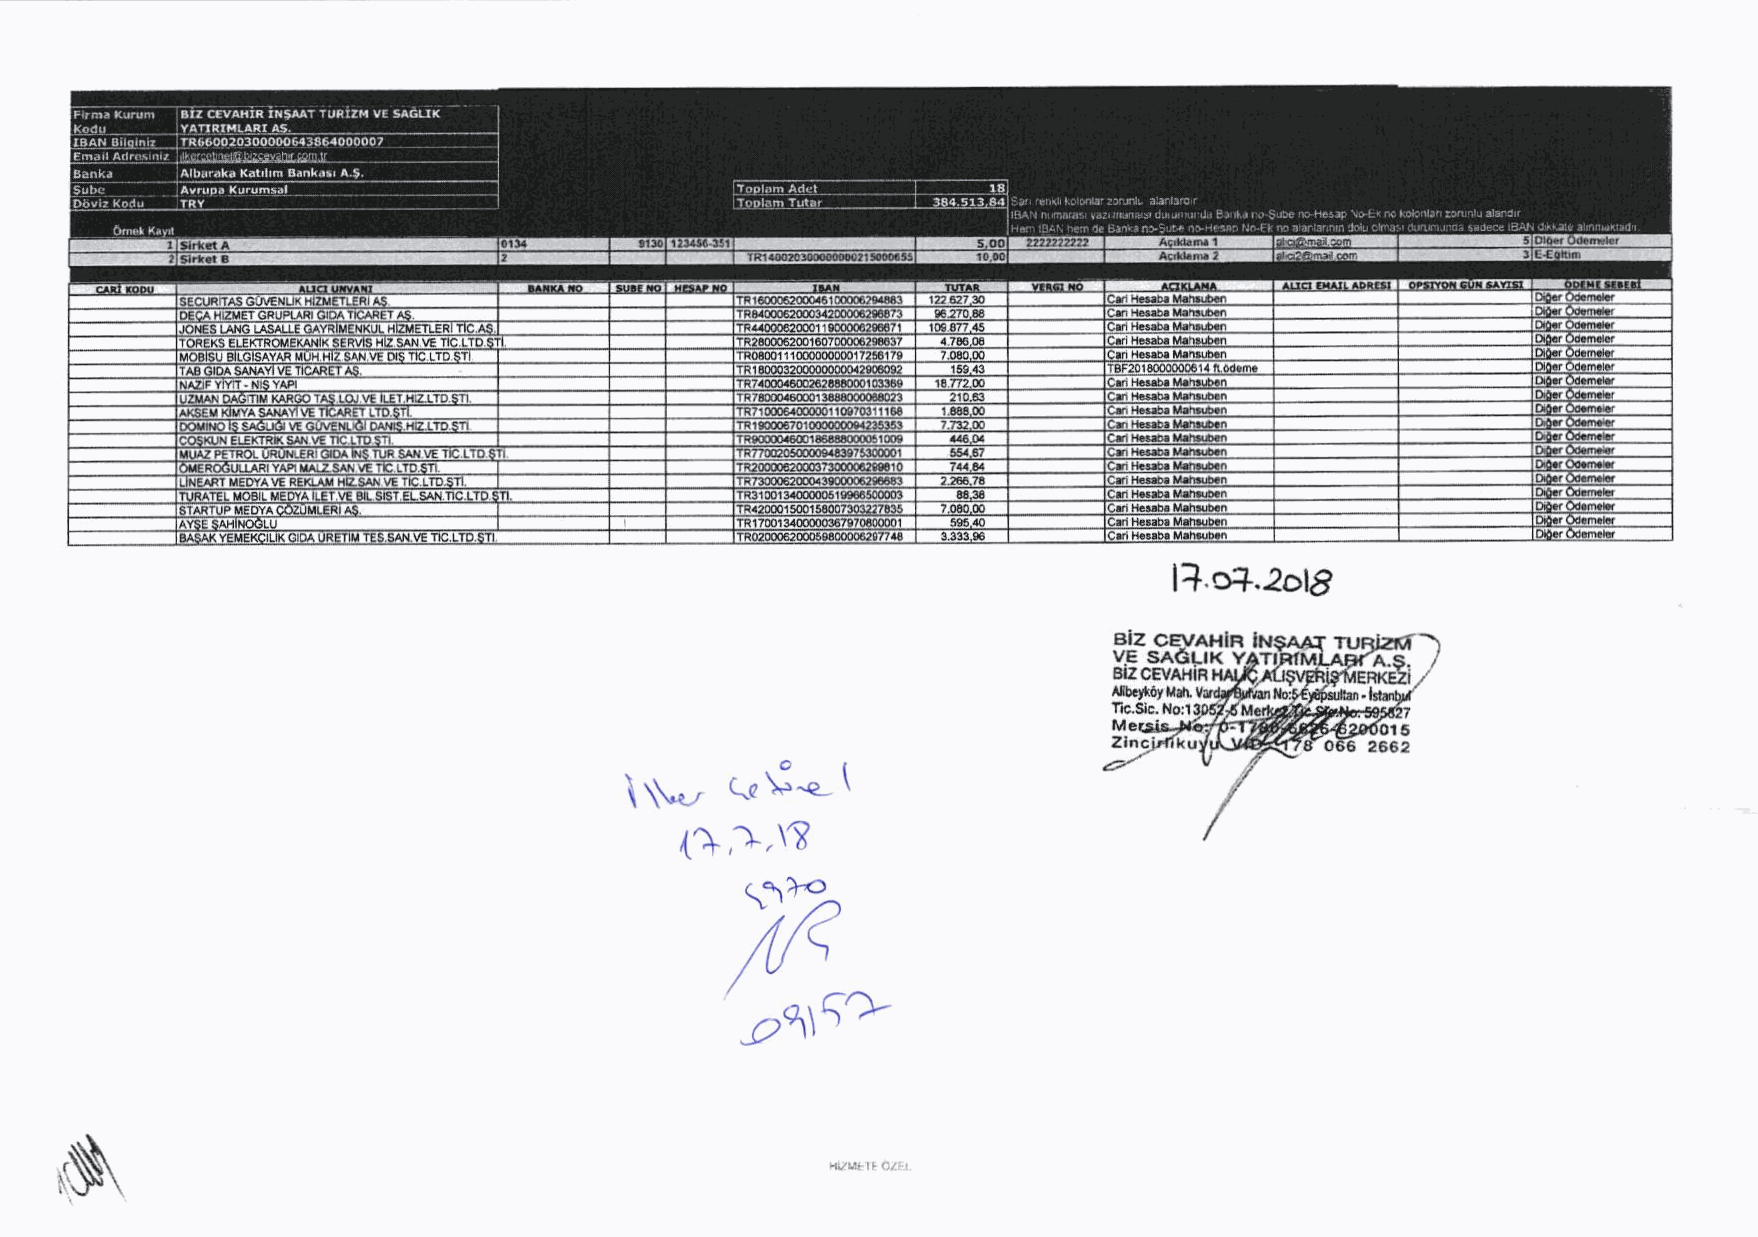 Firma Kurum Kodu BİZ CEVAHİR İNŞAAT TURİZM VE SAĞLIK YATIRIMLARI AŞ.
IBAN Bilginiz TR660020300000643864000007
Email Adresiniz ilkercetinel@bizcevahir.com.tr
Banka Albaraka Katılım Bankası A.Ş.
Şube Avrupa Kurumsal
Döviz Kodu TRY
Toplam Adet 18
Toplam Tutar 384.513,84
Sarı renkli kolonlar zorunlu alanlardır
IBAN numarası yazılmaması durumunda Banka no-Şube no-Hesap No-Ek no kolonları zorunlu alandır
Hem IBAN hem de Banka no-Şube no-Hesap No-Ek no alanlarının dolu olması durumunda sadece IBAN dikkate alınmaktadır.
Örnek Kayıt
1 Sirket A 0134 9130 123456-351 5,00 2222222222 Açıklama 1 alici@mail.com 5 Diğer Ödemeler
2 Sirket B 2 TR140020300000000215000655 10,00 Açıklama 2 alici2@mail.com 3 E-Eğitim
CARİ KODU ALICI UNVANI BANKA NO ŞUBE NO HESAP NO IBAN TUTAR VERGİ NO AÇIKLAMA ALICI EMAIL ADRESİ OPSİYON GÜN SAYISI ÖDEME SEBEBİ
SECURITAS GÜVENLİK HİZMETLERİ AŞ. TR160006200046100006294883 122.627,30 Cari Hesaba Mahsuben Diğer Ödemeler
DEÇA HİZMET GRUPLARI GIDA TİCARET AŞ. TR840006200034200006296873 96.270,88 Cari Hesaba Mahsuben Diğer Ödemeler
JONES LANG LASALLE GAYRİMENKUL HİZMETLERİ TİC.AŞ. TR440006200011900006296671 109.877,45 Cari Hesaba Mahsuben Diğer Ödemeler
TOREKS ELEKTROMEKANİK SERVİS HİZ.SAN.VE TİC.LTD.ŞTİ. TR280006200160700006298637 4.786,08 Cari Hesaba Mahsuben Diğer Ödemeler
MOBİSU BİLGİSAYAR MÜH.HİZ.SAN.VE DIŞ TİC.LTD.ŞTİ. TR080011100000000017256179 7.080,00 Cari Hesaba Mahsuben Diğer Ödemeler
TAB GIDA SANAYİ VE TİCARET AŞ. TR180003200000000042906092 159,43 TBF2018000000614 ft.ödeme Diğer Ödemeler
NAZİF YİYİT - NİŞ YAPI TR740004600262888000103369 18.772,00 Cari Hesaba Mahsuben Diğer Ödemeler
UZMAN DAĞITIM KARGO TAŞ.LOJ.VE İLET.HİZ.LTD.ŞTİ. TR780004600013888000068023 210,63 Cari Hesaba Mahsuben Diğer Ödemeler
AKSEM KİMYA SANAYİ VE TİCARET LTD.ŞTİ. TR710006400000110970311168 1.888,00 Cari Hesaba Mahsuben Diğer Ödemeler
DOMİNO İŞ SAĞLIĞI VE GÜVENLİĞİ DANIŞ.HİZ.LTD.ŞTİ. TR190006701000000094235353 7.732,00 Cari Hesaba Mahsuben Diğer Ödemeler
COŞKUN ELEKTRİK SAN.VE TİC.LTD.ŞTİ. TR900004600186888000051009 446,04 Cari Hesaba Mahsuben Diğer Ödemeler
MUAZ PETROL ÜRÜNLERİ GIDA İNŞ.TUR.SAN.VE TİC.LTD.ŞTİ. TR770020500009483975300001 554,67 Cari Hesaba Mahsuben Diğer Ödemeler
ÖMEROĞULLARI YAPI MALZ.SAN.VE TİC.LTD.ŞTİ. TR200006200037300006299810 744,84 Cari Hesaba Mahsuben Diğer Ödemeler
LİNEART MEDYA VE REKLAM HİZ.SAN.VE TİC.LTD.ŞTİ. TR730006200043900006296683 2.266,78 Cari Hesaba Mahsuben Diğer Ödemeler
TURATEL MOBİL MEDYA İLET.VE BİL.SİST.EL.SAN.TİC.LTD.ŞTİ. TR310013400000519966500003 88,38 Cari Hesaba Mahsuben Diğer Ödemeler
STARTUP MEDYA ÇÖZÜMLERİ AŞ. TR420001500158007303227835 7.080,00 Cari Hesaba Mahsuben Diğer Ödemeler
AYŞE ŞAHİNOĞLU TR170013400000367970800001 595,40 Cari Hesaba Mahsuben Diğer Ödemeler
BAŞAK YEMEKÇİLİK GIDA ÜRETİM TES.SAN.VE TİC.LTD.ŞTİ. TR020006200059800006297748 3.333,96 Cari Hesaba Mahsuben Diğer Ödemeler
17.07.2018
BİZ CEVAHİR İNŞAAT TURİZM
VE SAĞLIK YATIRIMLARI A.Ş.
BİZ CEVAHİR HALİÇ ALIŞVERİŞ MERKEZİ
Alibeyköy Mah. Vardar Bulvarı No:5 Eyüpsultan - İstanbul
Tic.Sic. No:13052-5 Merkez Tic.Sic.No: 595827
Mersis No: 6200015
Zincirlikuyu V.D. 178 066 2662
İlker Çetinel
17.7.18
5970
09:57
HİZMETE ÖZEL